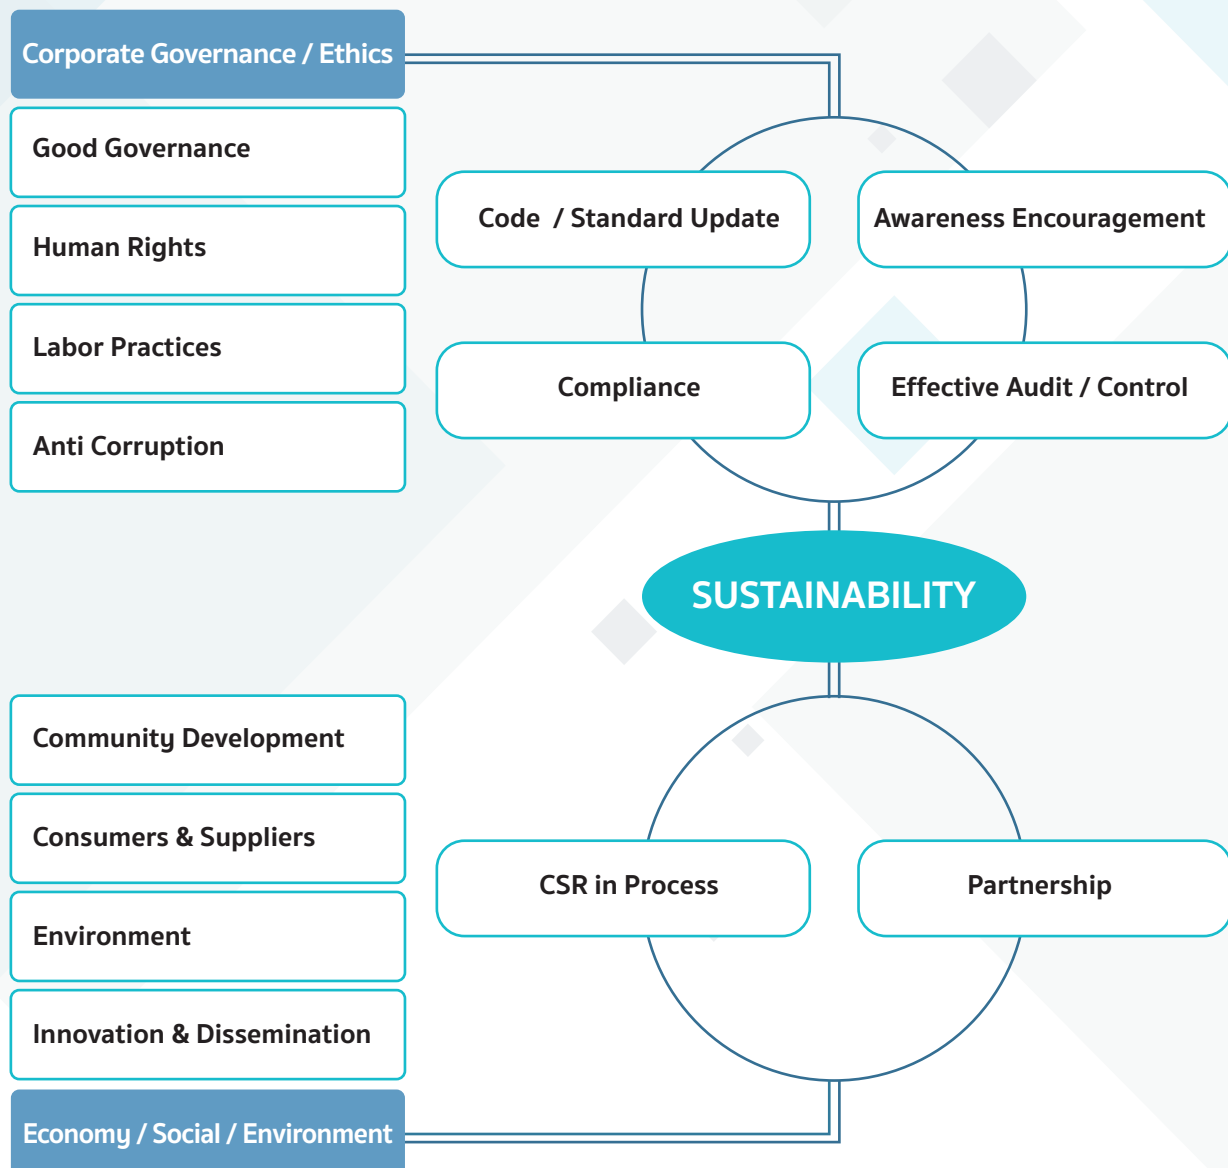 Corporate Governance / Ethics
Good Governance
Human Rights
Labor Practices
Anti Corruption
Code / Standard Update
Awareness Encouragement
Compliance
Effective Audit / Control
SUSTAINABILITY
Community Development
Consumers & Suppliers
Environment
Innovation & Dissemination
Economy / Social / Environment
CSR in Process
Partnership